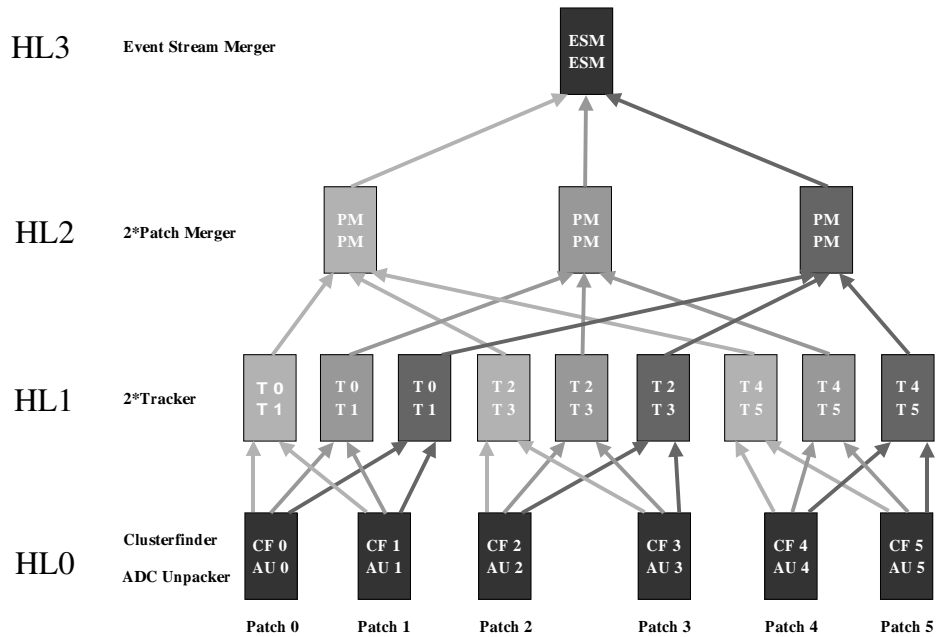 HL3
Event Stream Merger
ESM
ESM
HL2
2*Patch Merger
PM
PM
PM
PM
PM
PM
HL1
2*Tracker
T 0
T 1
T 0
T 1
T 0
T 1
T 2
T 3
T 2
T 3
T 2
T 3
T 4
T 5
T 4
T 5
T 4
T 5
HL0
Clusterfinder
ADC Unpacker
CF 0
AU 0
CF 1
AU 1
CF 2
AU 2
CF 3
AU 3
CF 4
AU 4
CF 5
AU 5
Patch 0
Patch 1
Patch 2
Patch 3
Patch 4
Patch 5